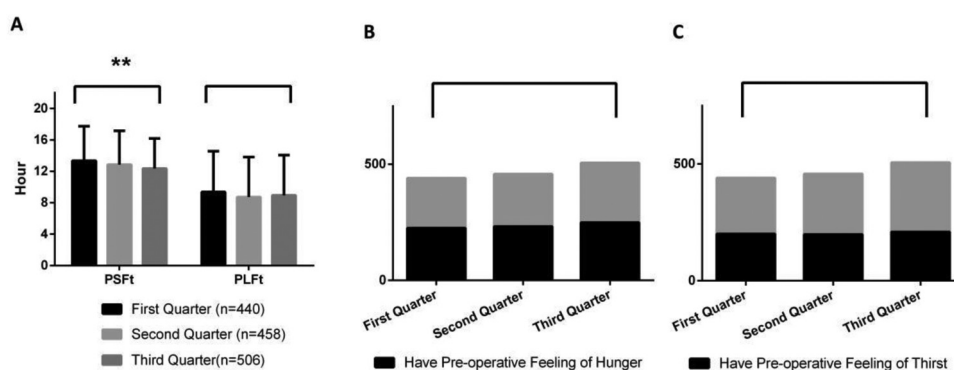 A
**
Hour
20
16
12
8
4
0
PSFt PLFt
First Quarter (n=440)
Second Quarter (n=458)
Third Quarter(n=506)
B
500
0
First Quarter
Second Quarter
Third Quarter
Have Pre-operative Feeling of Hunger
C
500
0
First Quarter
Second Quarter
Third Quarter
Have Pre-operative Feeling of Thirst